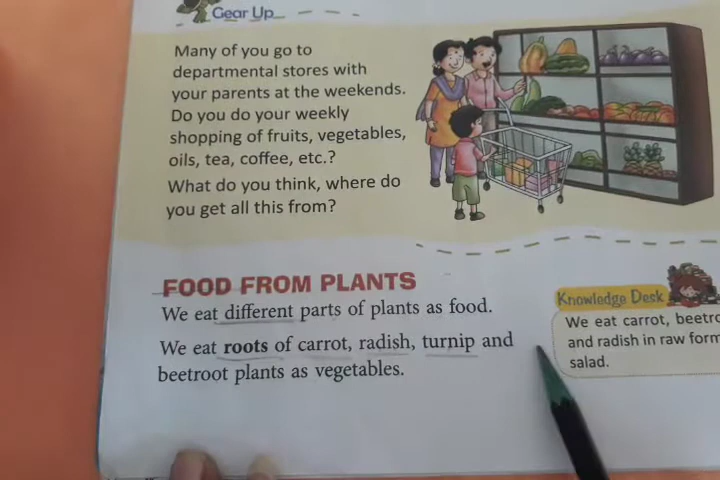 Gear Up
Many of you go to
departmental stores with
your parents at the weekends.
Do you do your weekly
shopping of fruits, vegetables,
oils, tea, coffee, etc.?
What do you think, where do
you get all this from?
FOOD FROM PLANTS
We eat different parts of plants as food.
We eat roots of carrot, radish, turnip and
beetroot plants as vegetables.
Knowledge Desk
We eat carrot, beetro
and radish in raw form
salad.